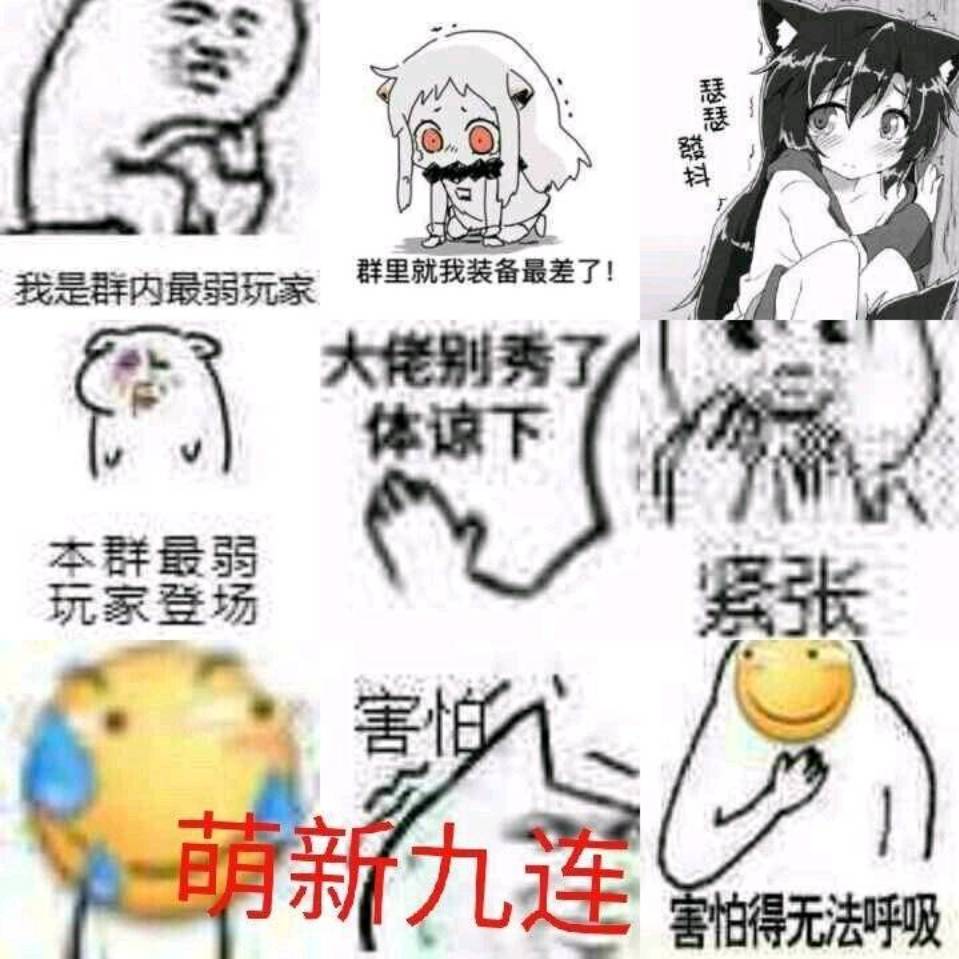 我是群内最弱玩家
群里就我装备最差了!
瑟瑟
發抖
本群最弱
玩家登场
大佬别秀了
体谅下
紧张
害怕
萌新九连
害怕得无法呼吸